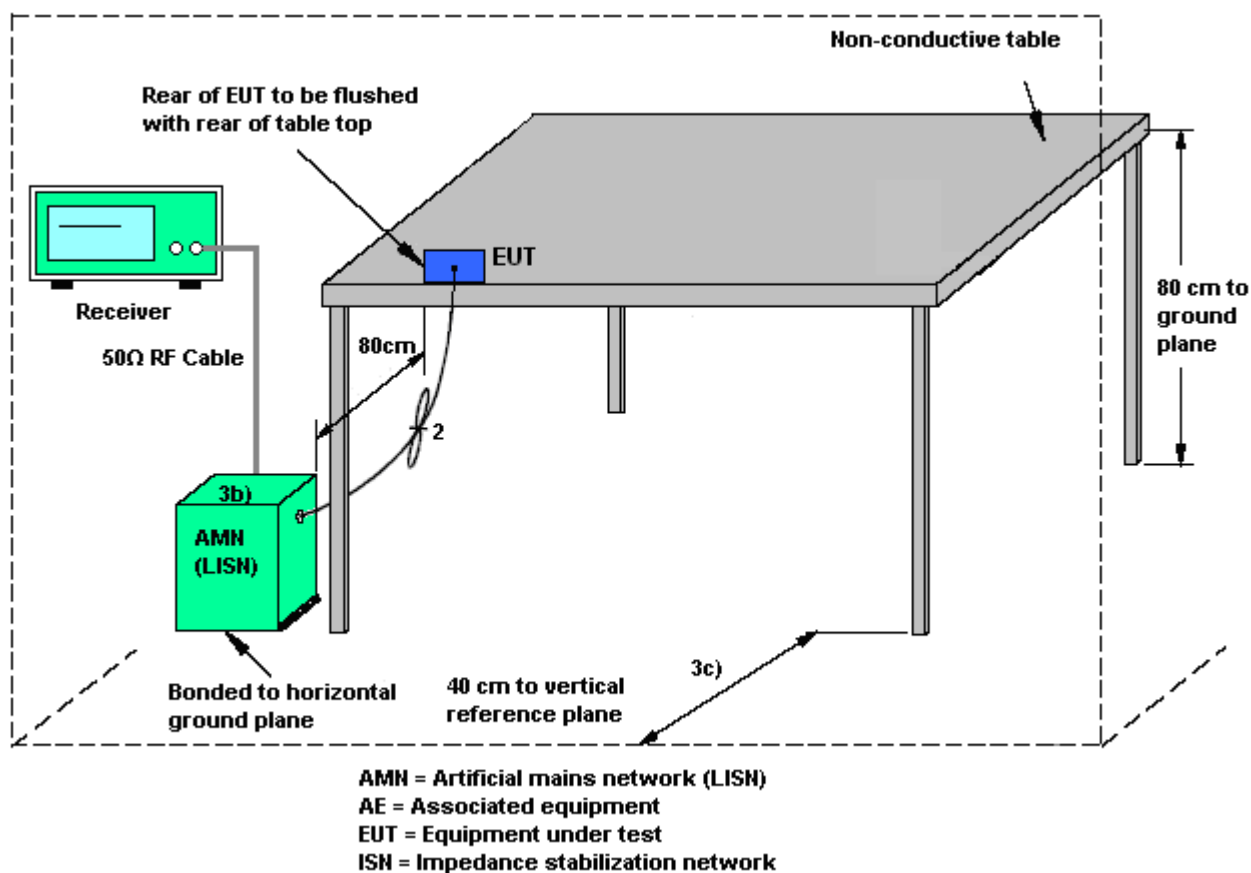 Non-conductive table
Rear of EUT to be flushed
with rear of table top
EUT
Receiver
80 cm to
ground
plane
80cm
50Ω RF Cable
2
3b)
AMN
(LISN)
3c)
Bonded to horizontal
ground plane
40 cm to vertical
reference plane
AMN = Artificial mains network (LISN)
AE = Associated equipment
EUT = Equipment under test
ISN = Impedance stabilization network